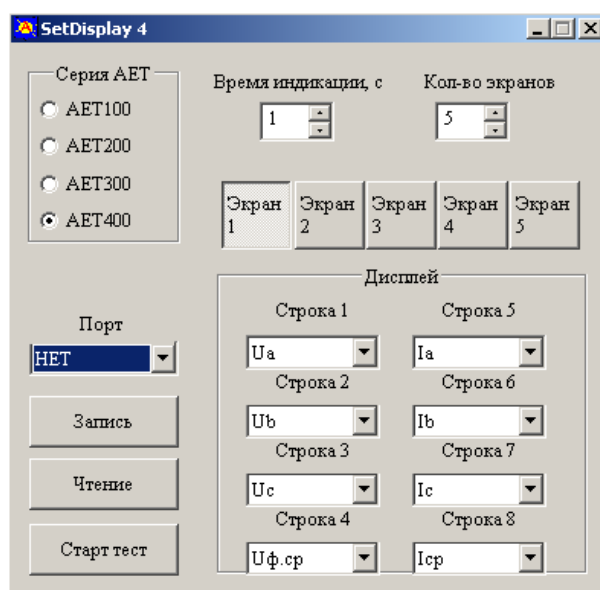 SetDisplay 4
Серия АЕТ
АЕТ100
АЕТ200
АЕТ300
АЕТ400
Время индикации, с
1
Кол-во экранов
5
Экран 1
Экран 2
Экран 3
Экран 4
Экран 5
Порт
НЕТ
Запись
Чтение
Старт тест
Дисплей
Строка 1
Ua
Строка 2
Ub
Строка 3
Uc
Строка 4
Uф.ср
Строка 5
Ia
Строка 6
Ib
Строка 7
Ic
Строка 8
Iср